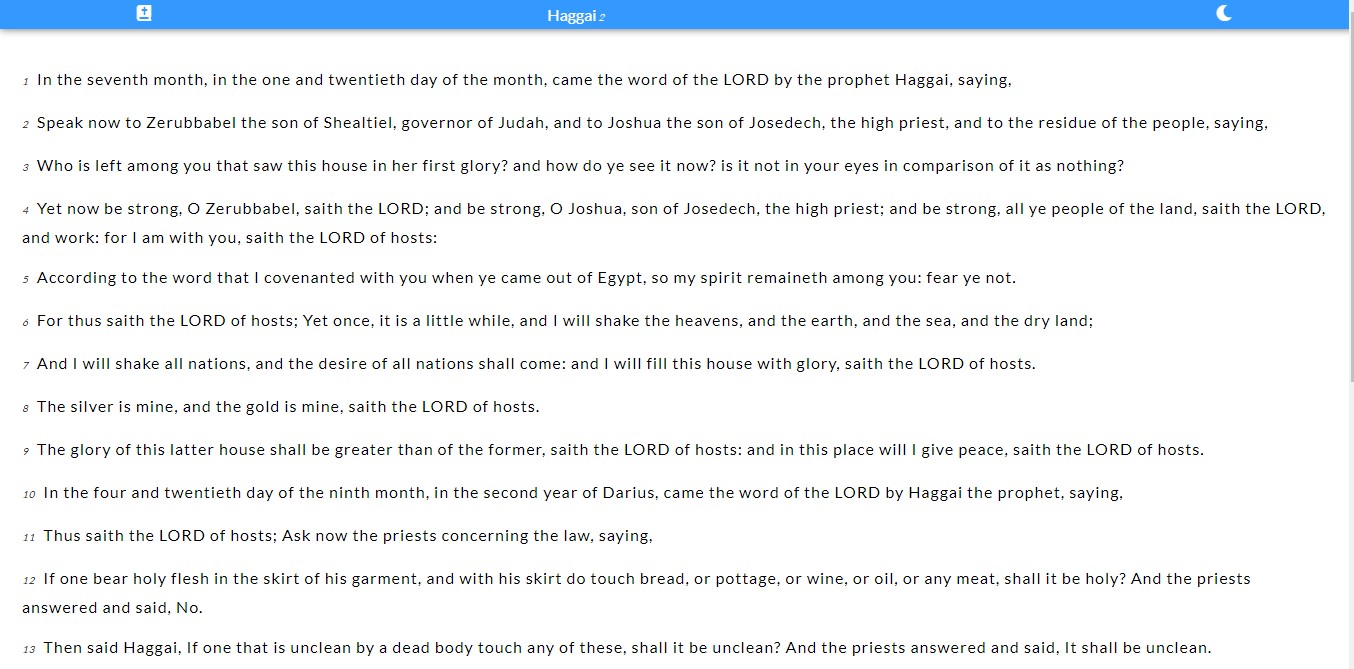 Haggai 2
1 In the seventh month, in the one and twentieth day of the month, came the word of the LORD by the prophet Haggai, saying,
2 Speak now to Zerubbabel the son of Shealtiel, governor of Judah, and to Joshua the son of Josedech, the high priest, and to the residue of the people, saying,
3 Who is left among you that saw this house in her first glory? and how do ye see it now? is it not in your eyes in comparison of it as nothing?
4 Yet now be strong, O Zerubbabel, saith the LORD; and be strong, O Joshua, son of Josedech, the high priest; and be strong, all ye people of the land, saith the LORD,
and work: for I am with you, saith the LORD of hosts:
5 According to the word that I covenanted with you when ye came out of Egypt, so my spirit remaineth among you: fear ye not.
6 For thus saith the LORD of hosts; Yet once, it is a little while, and I will shake the heavens, and the earth, and the sea, and the dry land;
7 And I will shake all nations, and the desire of all nations shall come: and I will fill this house with glory, saith the LORD of hosts.
8 The silver is mine, and the gold is mine, saith the LORD of hosts.
9 The glory of this latter house shall be greater than of the former, saith the LORD of hosts: and in this place will I give peace, saith the LORD of hosts.
10 In the four and twentieth day of the ninth month, in the second year of Darius, came the word of the LORD by Haggai the prophet, saying,
11 Thus saith the LORD of hosts; Ask now the priests concerning the law, saying,
12 If one bear holy flesh in the skirt of his garment, and with his skirt do touch bread, or pottage, or wine, or oil, or any meat, shall it be holy? And the priests
answered and said, No.
13 Then said Haggai, If one that is unclean by a dead body touch any of these, shall it be unclean? And the priests answered and said, It shall be unclean.